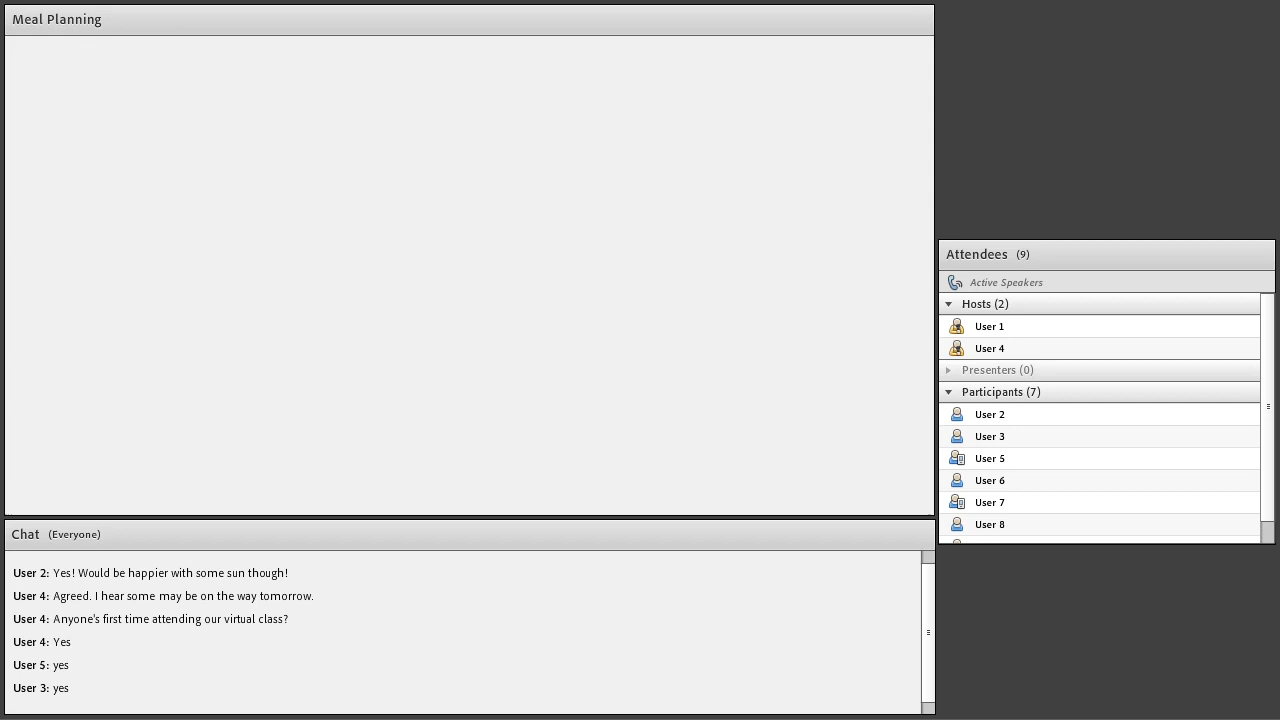 Meal Planning
Attendees (9)
Active Speakers
Hosts (2)
User 1
User 4
Presenters (0)
Participants (7)
User 2
User 3
User 5
User 6
User 7
User 8
Chat (Everyone)
User 2: Yes! Would be happier with some sun though!
User 4: Agreed. I hear some may be on the way tomorrow.
User 4: Anyone's first time attending our virtual class?
User 4: Yes
User 5: yes
User 3: yes